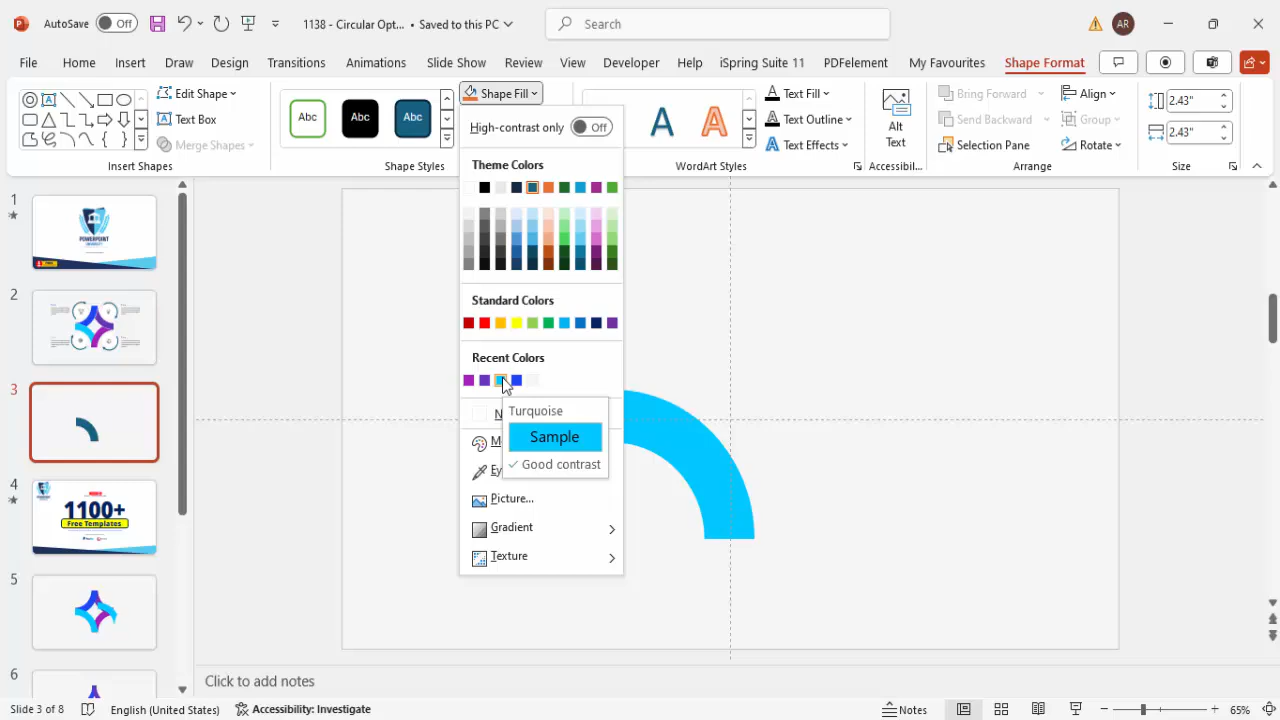 AutoSave Off 1138 - Circular Opt... • Saved to this PC Search AR
File Home Insert Draw Design Transitions Animations Slide Show Review View Developer Help iSpring Suite 11 PDFelement My Favourites Shape Format
Edit Shape
Text Box
Merge Shapes
Insert Shapes
Abc Abc Abc
Shape Styles
Shape Fill
A A
WordArt Styles
Text Fill
Text Outline
Text Effects
Alt Text
Accessibil...
Bring Forward
Send Backward
Selection Pane
Align
Group
Rotate
Arrange
2.43"
2.43"
Size
High-contrast only Off
Theme Colors
Standard Colors
Recent Colors
N
M
Ey
Picture...
Gradient
Texture
Turquoise
Sample
Good contrast
1
POWERPOINT
UNIVERSITY
2
3
4
1100+
Free Templates
5
6
Click to add notes
Slide 3 of 8 English (United States) Accessibility: Investigate Notes 65%